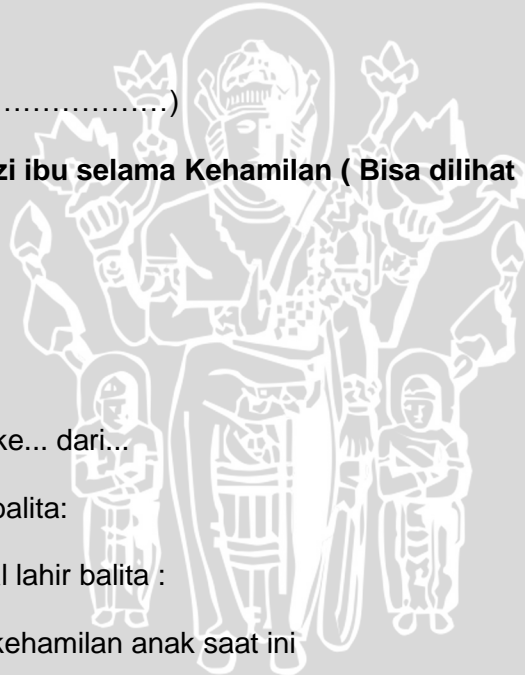 ………………)
zi ibu selama Kehamilan ( Bisa dilihat
ke... dari...
balita:
l lahir balita :
kehamilan anak saat ini